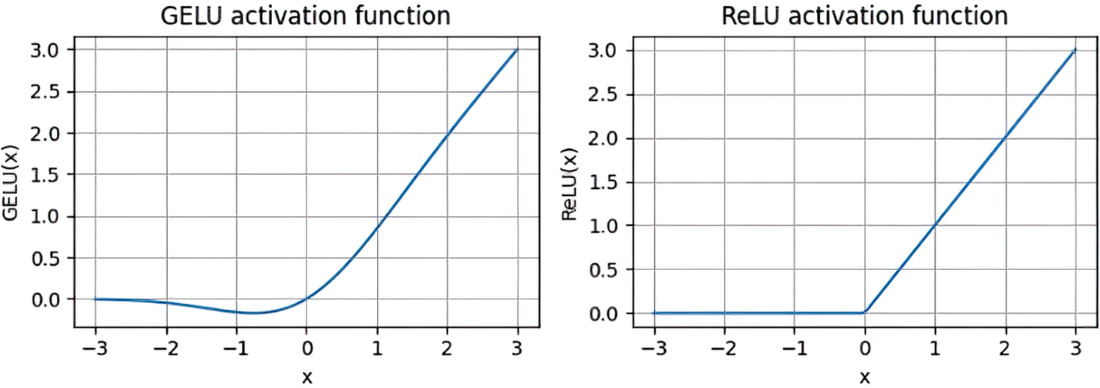 GELU activation function
3.0
2.5
2.0
1.5
1.0
0.5
0.0
GELU(x)
−3 −2 −1 0 1 2 3
x
ReLU activation function
3.0
2.5
2.0
1.5
1.0
0.5
0.0
ReLU(x)
−3 −2 −1 0 1 2 3
x